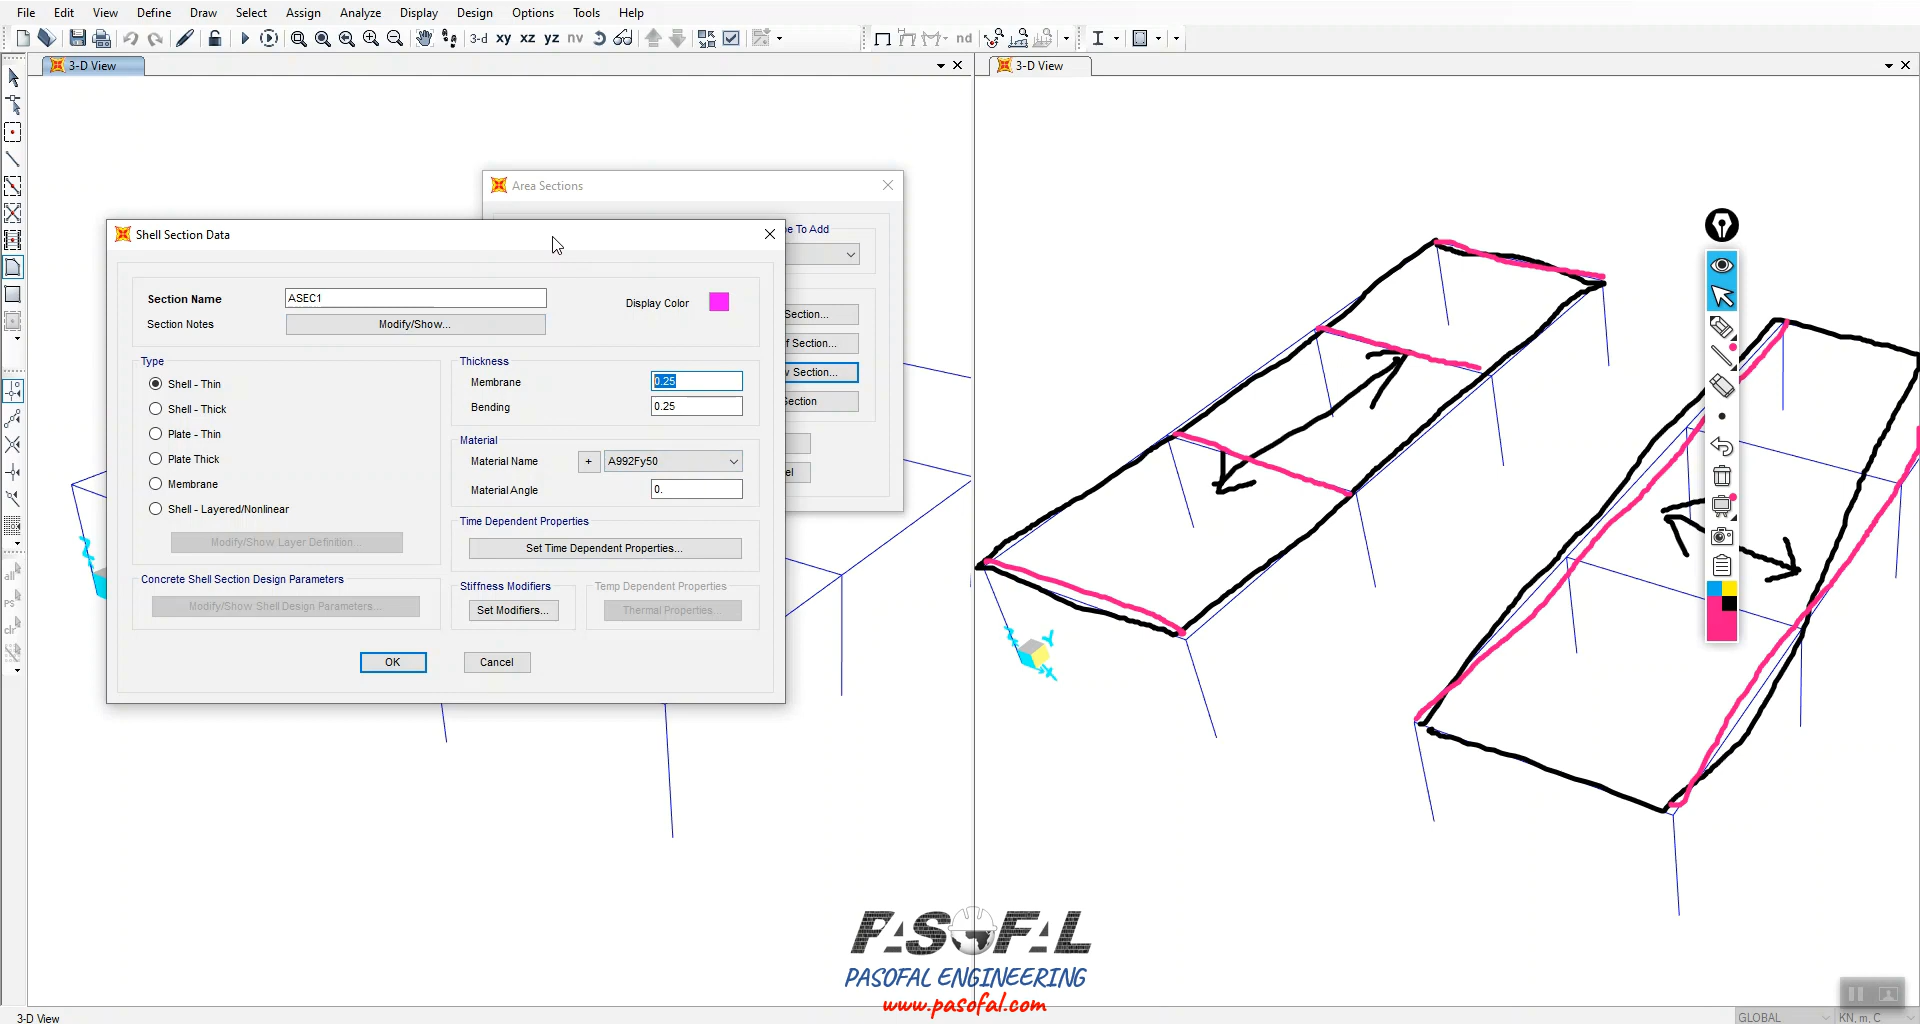 File Edit View Define Draw Select Assign Analyze Display Design Options Tools Help
3-d xy xz yz nv nd
3-D View
3-D View
Area Sections
pe To Add
Section...
f Section...
w Section...
Section
el
Shell Section Data
Section Name ASEC1 Display Color
Section Notes Modify/Show...
Type
Shell - Thin
Shell - Thick
Plate - Thin
Plate Thick
Membrane
Shell - Layered/Nonlinear
Modify/Show Layer Definition...
Concrete Shell Section Design Parameters
Modify/Show Shell Design Parameters...
Thickness
Membrane 0.25
Bending 0.25
Material
Material Name + A992Fy50
Material Angle 0.
Time Dependent Properties
Set Time Dependent Properties...
Stiffness Modifiers
Set Modifiers...
Temp Dependent Properties
Thermal Properties...
OK Cancel
all
PS
clr
PASOFAL
PASOFAL ENGINEERING
www.pasofal.com
3-D View
GLOBAL KN, m, C